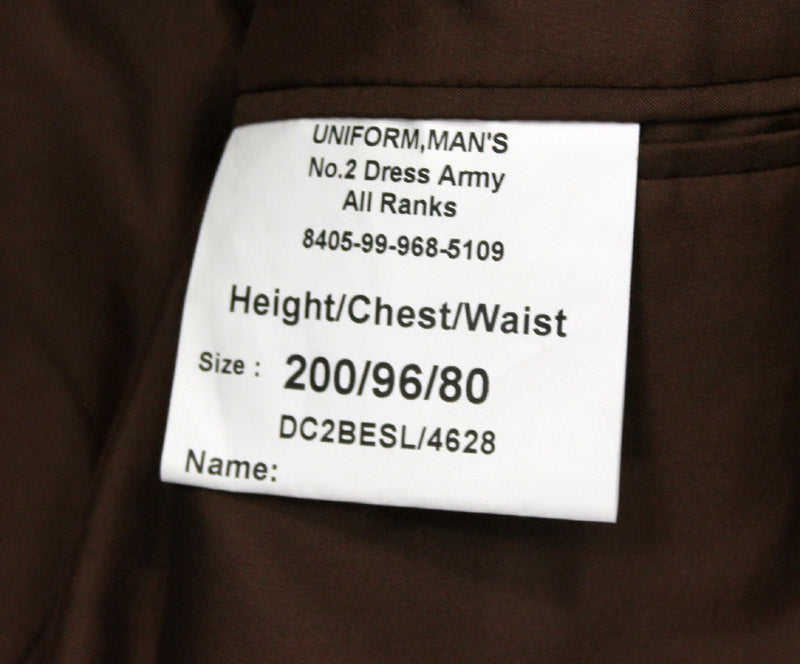 UNIFORM,MAN'S
No.2 Dress Army
All Ranks
8405-99-968-5109
Height/Chest/Waist
Size : 200/96/80
DC2BESL/4628
Name: